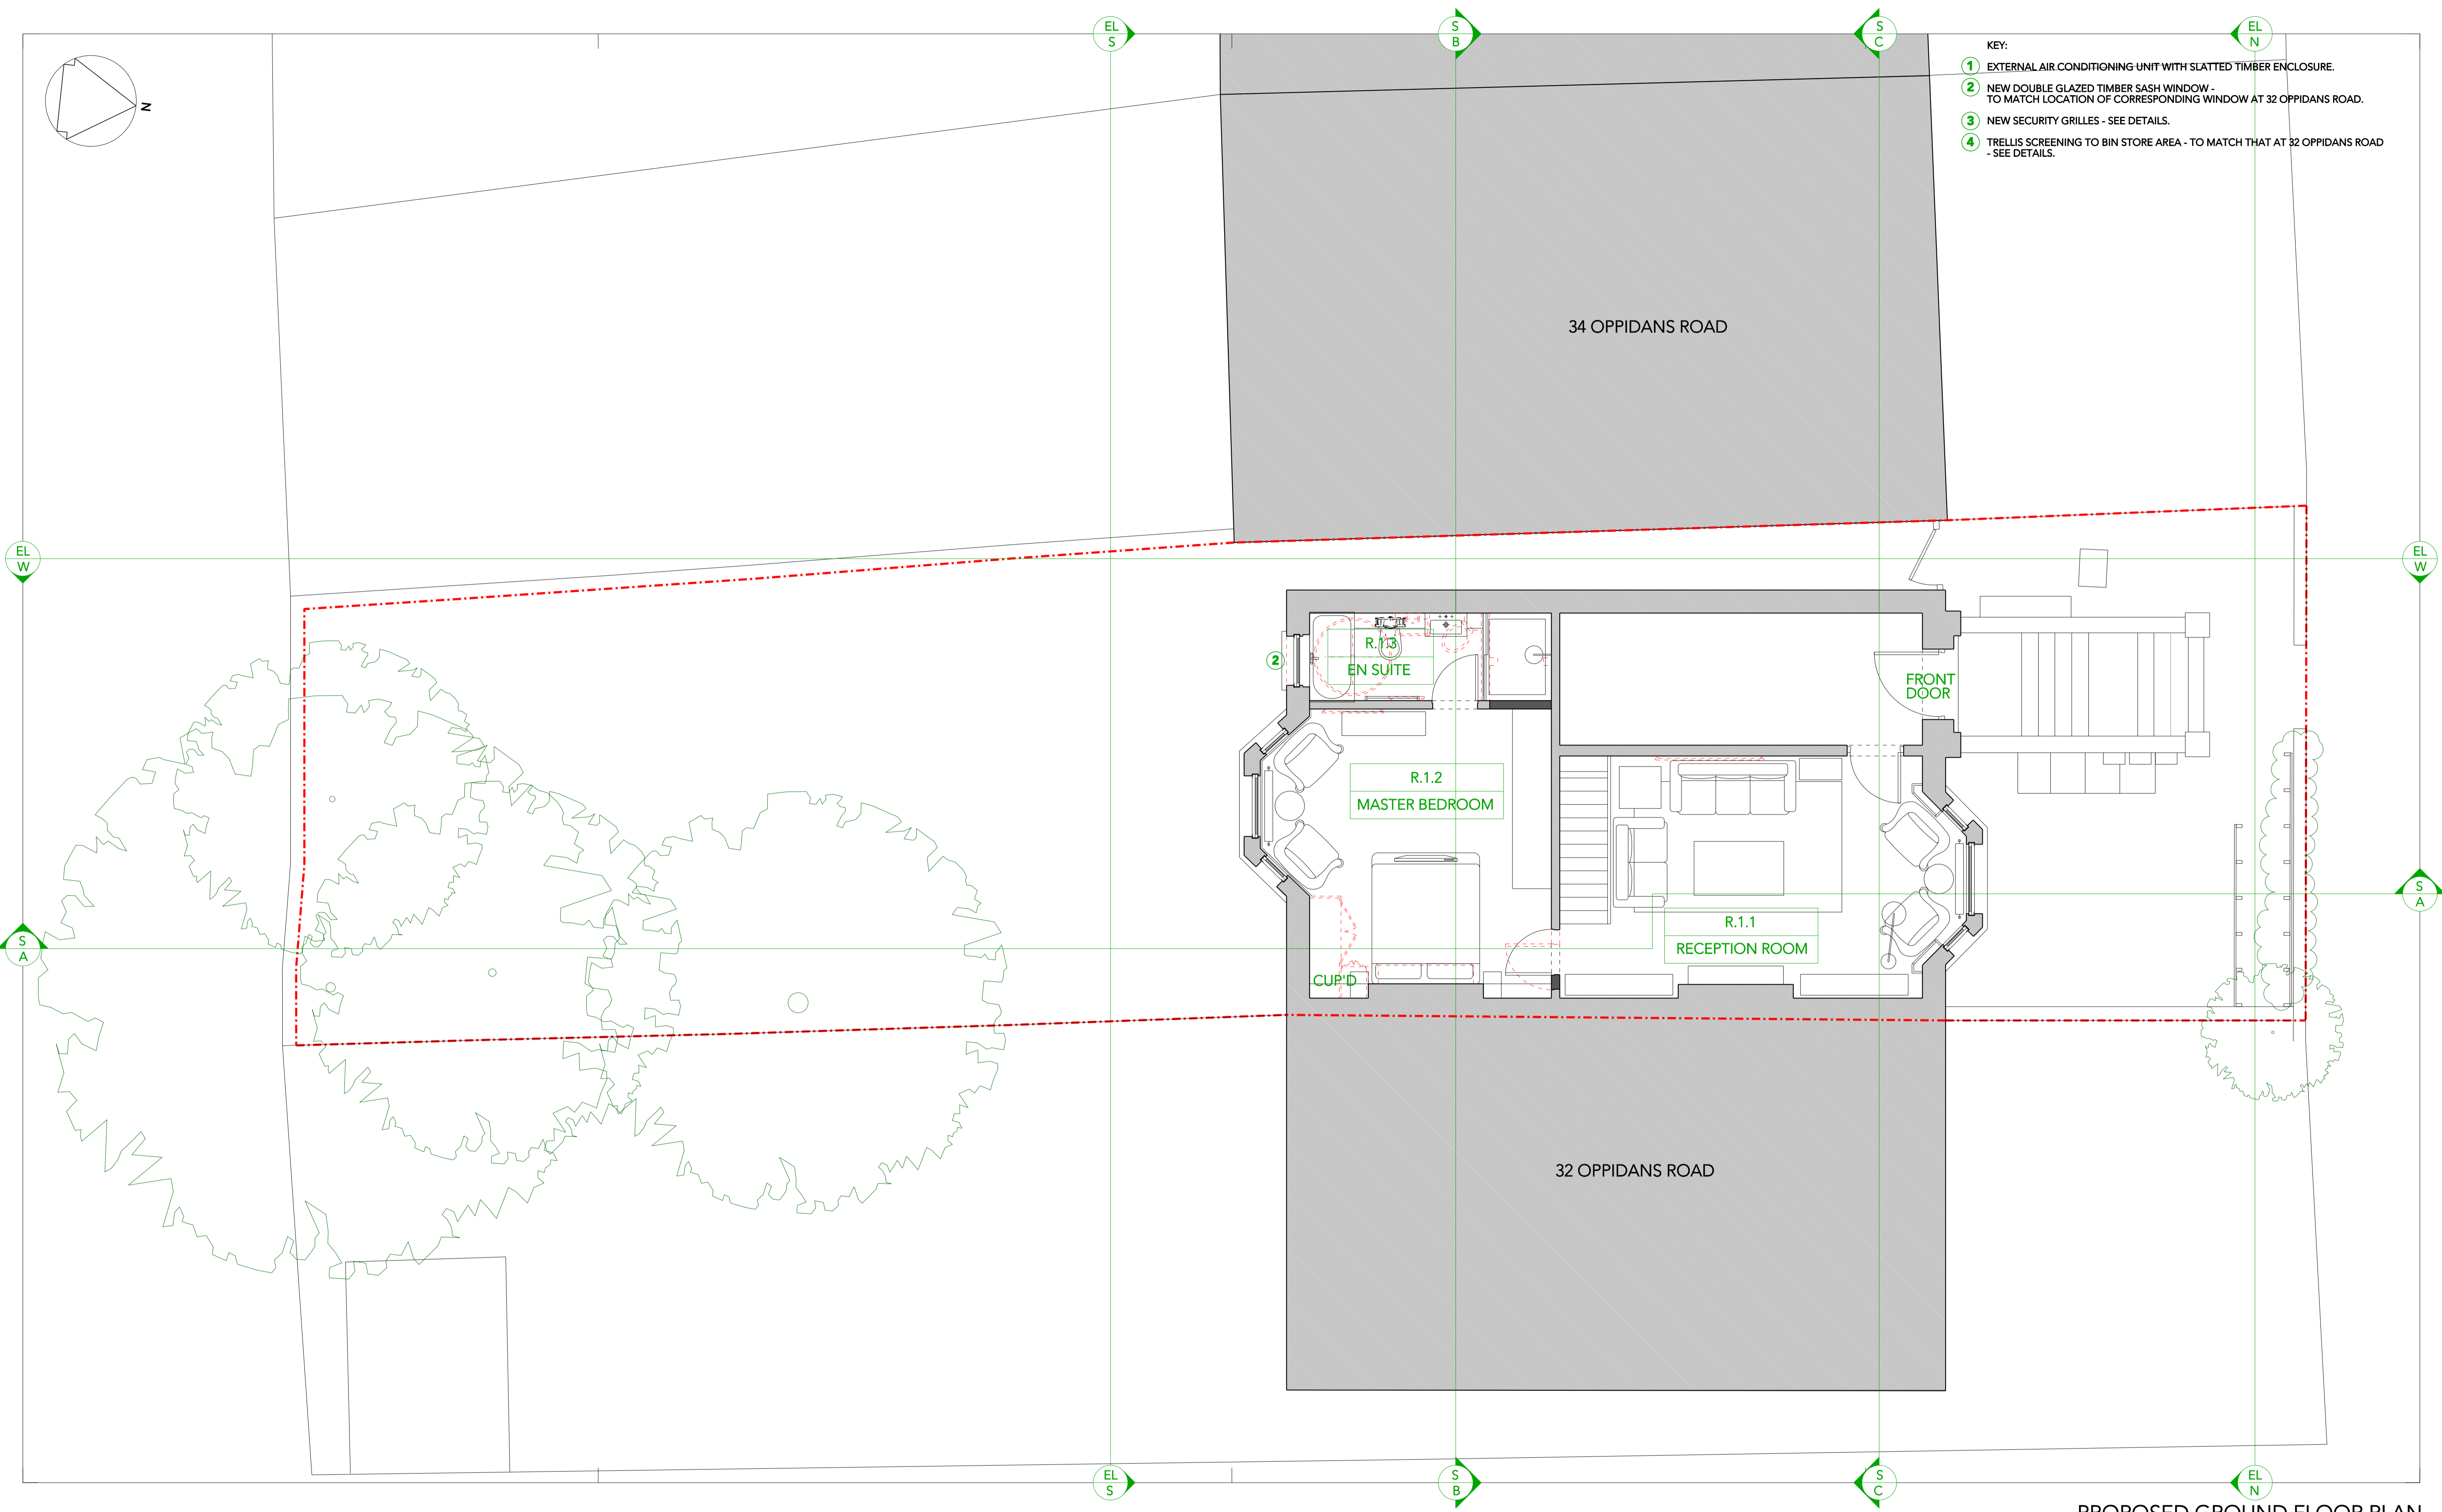 EL
S
S
B
S
C
EL
N
N
KEY:
1 EXTERNAL AIR CONDITIONING UNIT WITH SLATTED TIMBER ENCLOSURE.
2 NEW DOUBLE GLAZED TIMBER SASH WINDOW -
TO MATCH LOCATION OF CORRESPONDING WINDOW AT 32 OPPIDANS ROAD.
3 NEW SECURITY GRILLES - SEE DETAILS.
4 TRELLIS SCREENING TO BIN STORE AREA - TO MATCH THAT AT 32 OPPIDANS ROAD
- SEE DETAILS.
34 OPPIDANS ROAD
EL
W
EL
W
2
R.1.3
EN SUITE
FRONT
DOOR
R.1.2
MASTER BEDROOM
R.1.1
RECEPTION ROOM
CUP'D
S
A
S
A
32 OPPIDANS ROAD
EL
S
S
B
S
C
EL
N
PROPOSED GROUND FLOOR PLAN